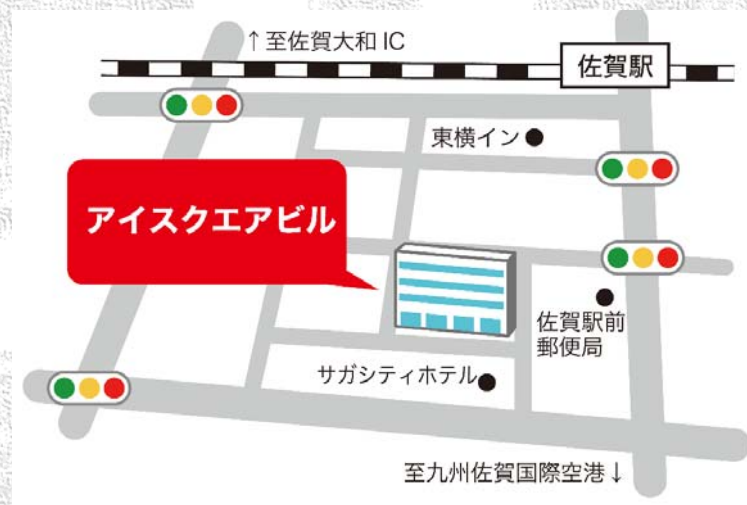 ↑至佐賀大和IC
佐賀駅
東横イン
アイスクエアビル
佐賀駅前
郵便局
サガシティホテル
至九州佐賀国際空港↓